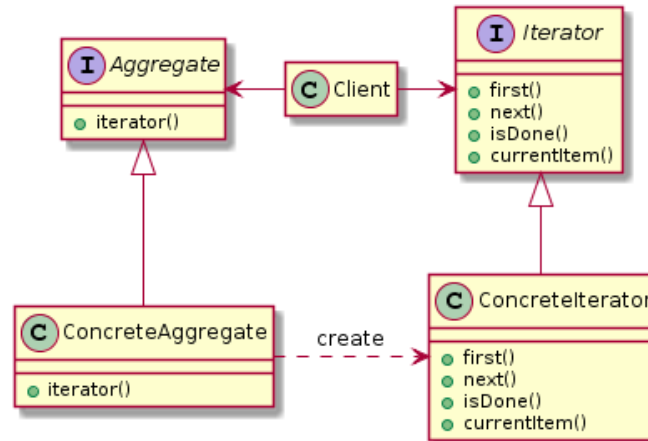 I Aggregate
iterator()
C Client
I Iterator
first()
next()
isDone()
currentItem()
C ConcreteAggregate
iterator()
create
C ConcreteIterator
first()
next()
isDone()
currentItem()